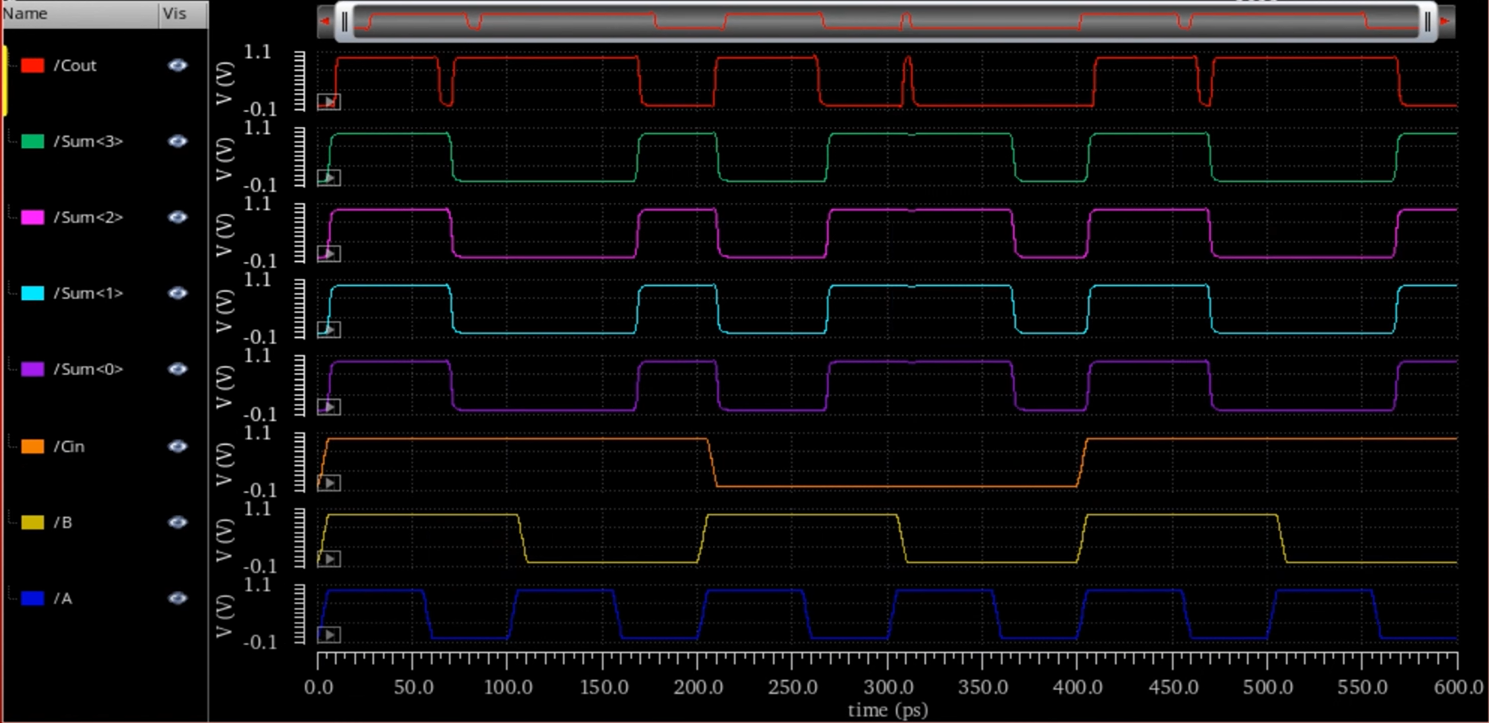 Name Vis
1.1
/Cout
V (V)
-0.1
1.1
/Sum<3>
V (V)
-0.1
1.1
/Sum<2>
V (V)
-0.1
1.1
/Sum<1>
V (V)
-0.1
1.1
/Sum<0>
V (V)
-0.1
1.1
/Cin
V (V)
-0.1
1.1
/B
V (V)
-0.1
1.1
/A
V (V)
-0.1
0.0 50.0 100.0 150.0 200.0 250.0 300.0 350.0 400.0 450.0 500.0 550.0 600.0
time (ps)